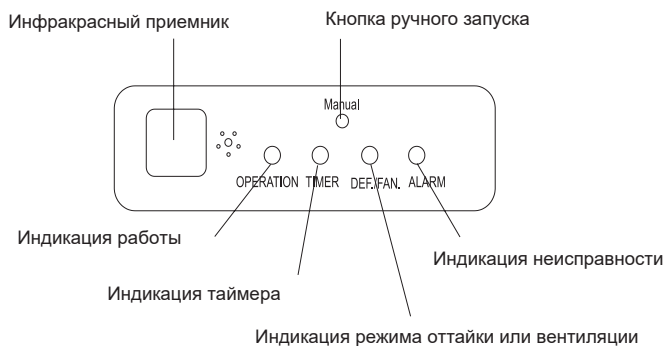 Инфракрасный приемник
Кнопка ручного запуска
Manual
OPERATION TIMER DEF./FAN. ALARM
Индикация работы
Индикация неисправности
Индикация таймера
Индикация режима оттайки или вентиляции